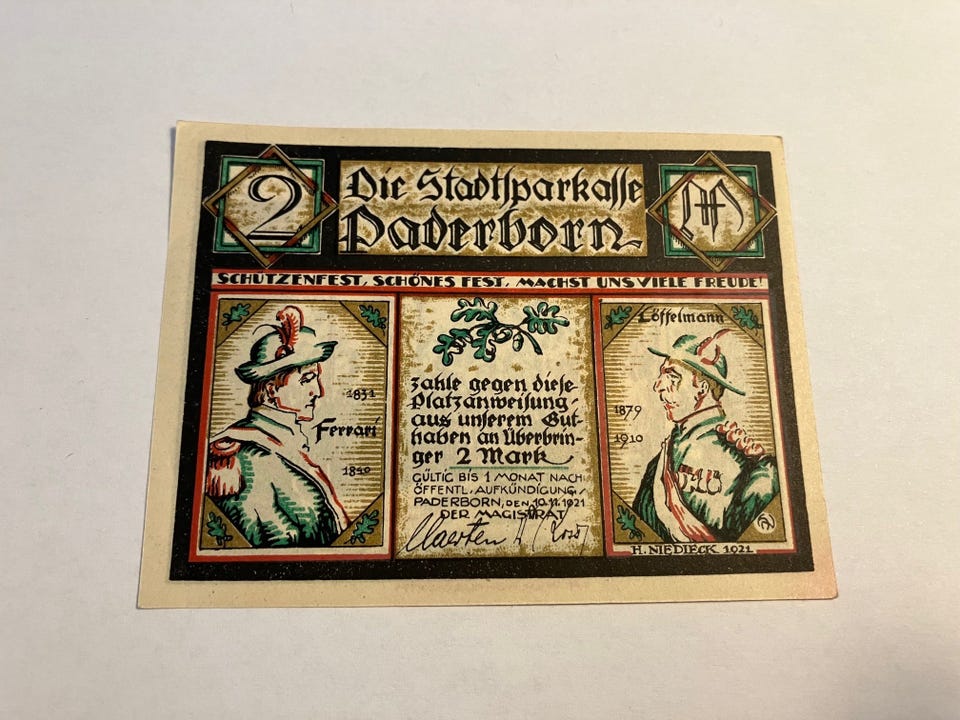 2
Die Stadtsparkasse
Paderborn
M
SCHÜTZENFEST, SCHÖNES FEST, MACHST UNS VIELE FREUDE!
1831
Ferrari
1840
zahle gegen diese
Platzanweisung
aus unserem Gut-
haben an Überbrin-
ger 2 Mark
GÜLTIG BIS 1 MONAT NACH
ÖFFENTL. AUFKÜNDIGUNG.
PADERBORN, DEN 10.11.1921
DER MAGISTRAT
Löffelmann
1879
1910
H. NIEDIECK 1921